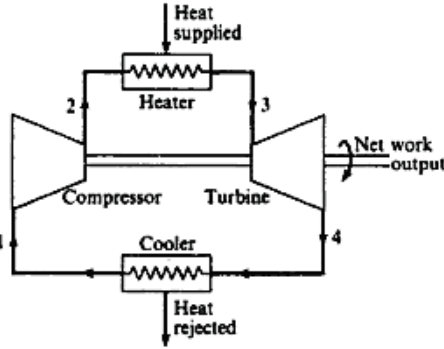 Heat
supplied
2
Heater
3
Net work
output
Compressor
Turbine
1
Cooler
4
Heat
rejected